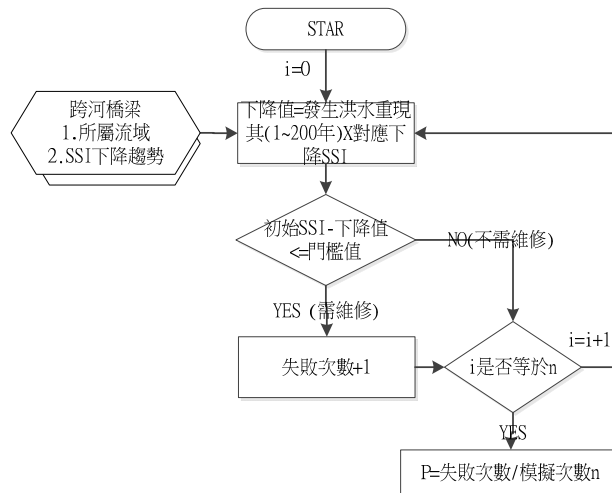 STAR
i=0
跨河橋梁
1.所屬流域
2.SSI下降趨勢
下降值=發生洪水重現
其(1~200年)X對應下
降SSI
初始SSI-下降值
<=門檻值
NO(不需維修)
YES (需維修)
失敗次數+1
i是否等於n
i=i+1
YES
P=失敗次數/模擬次數n